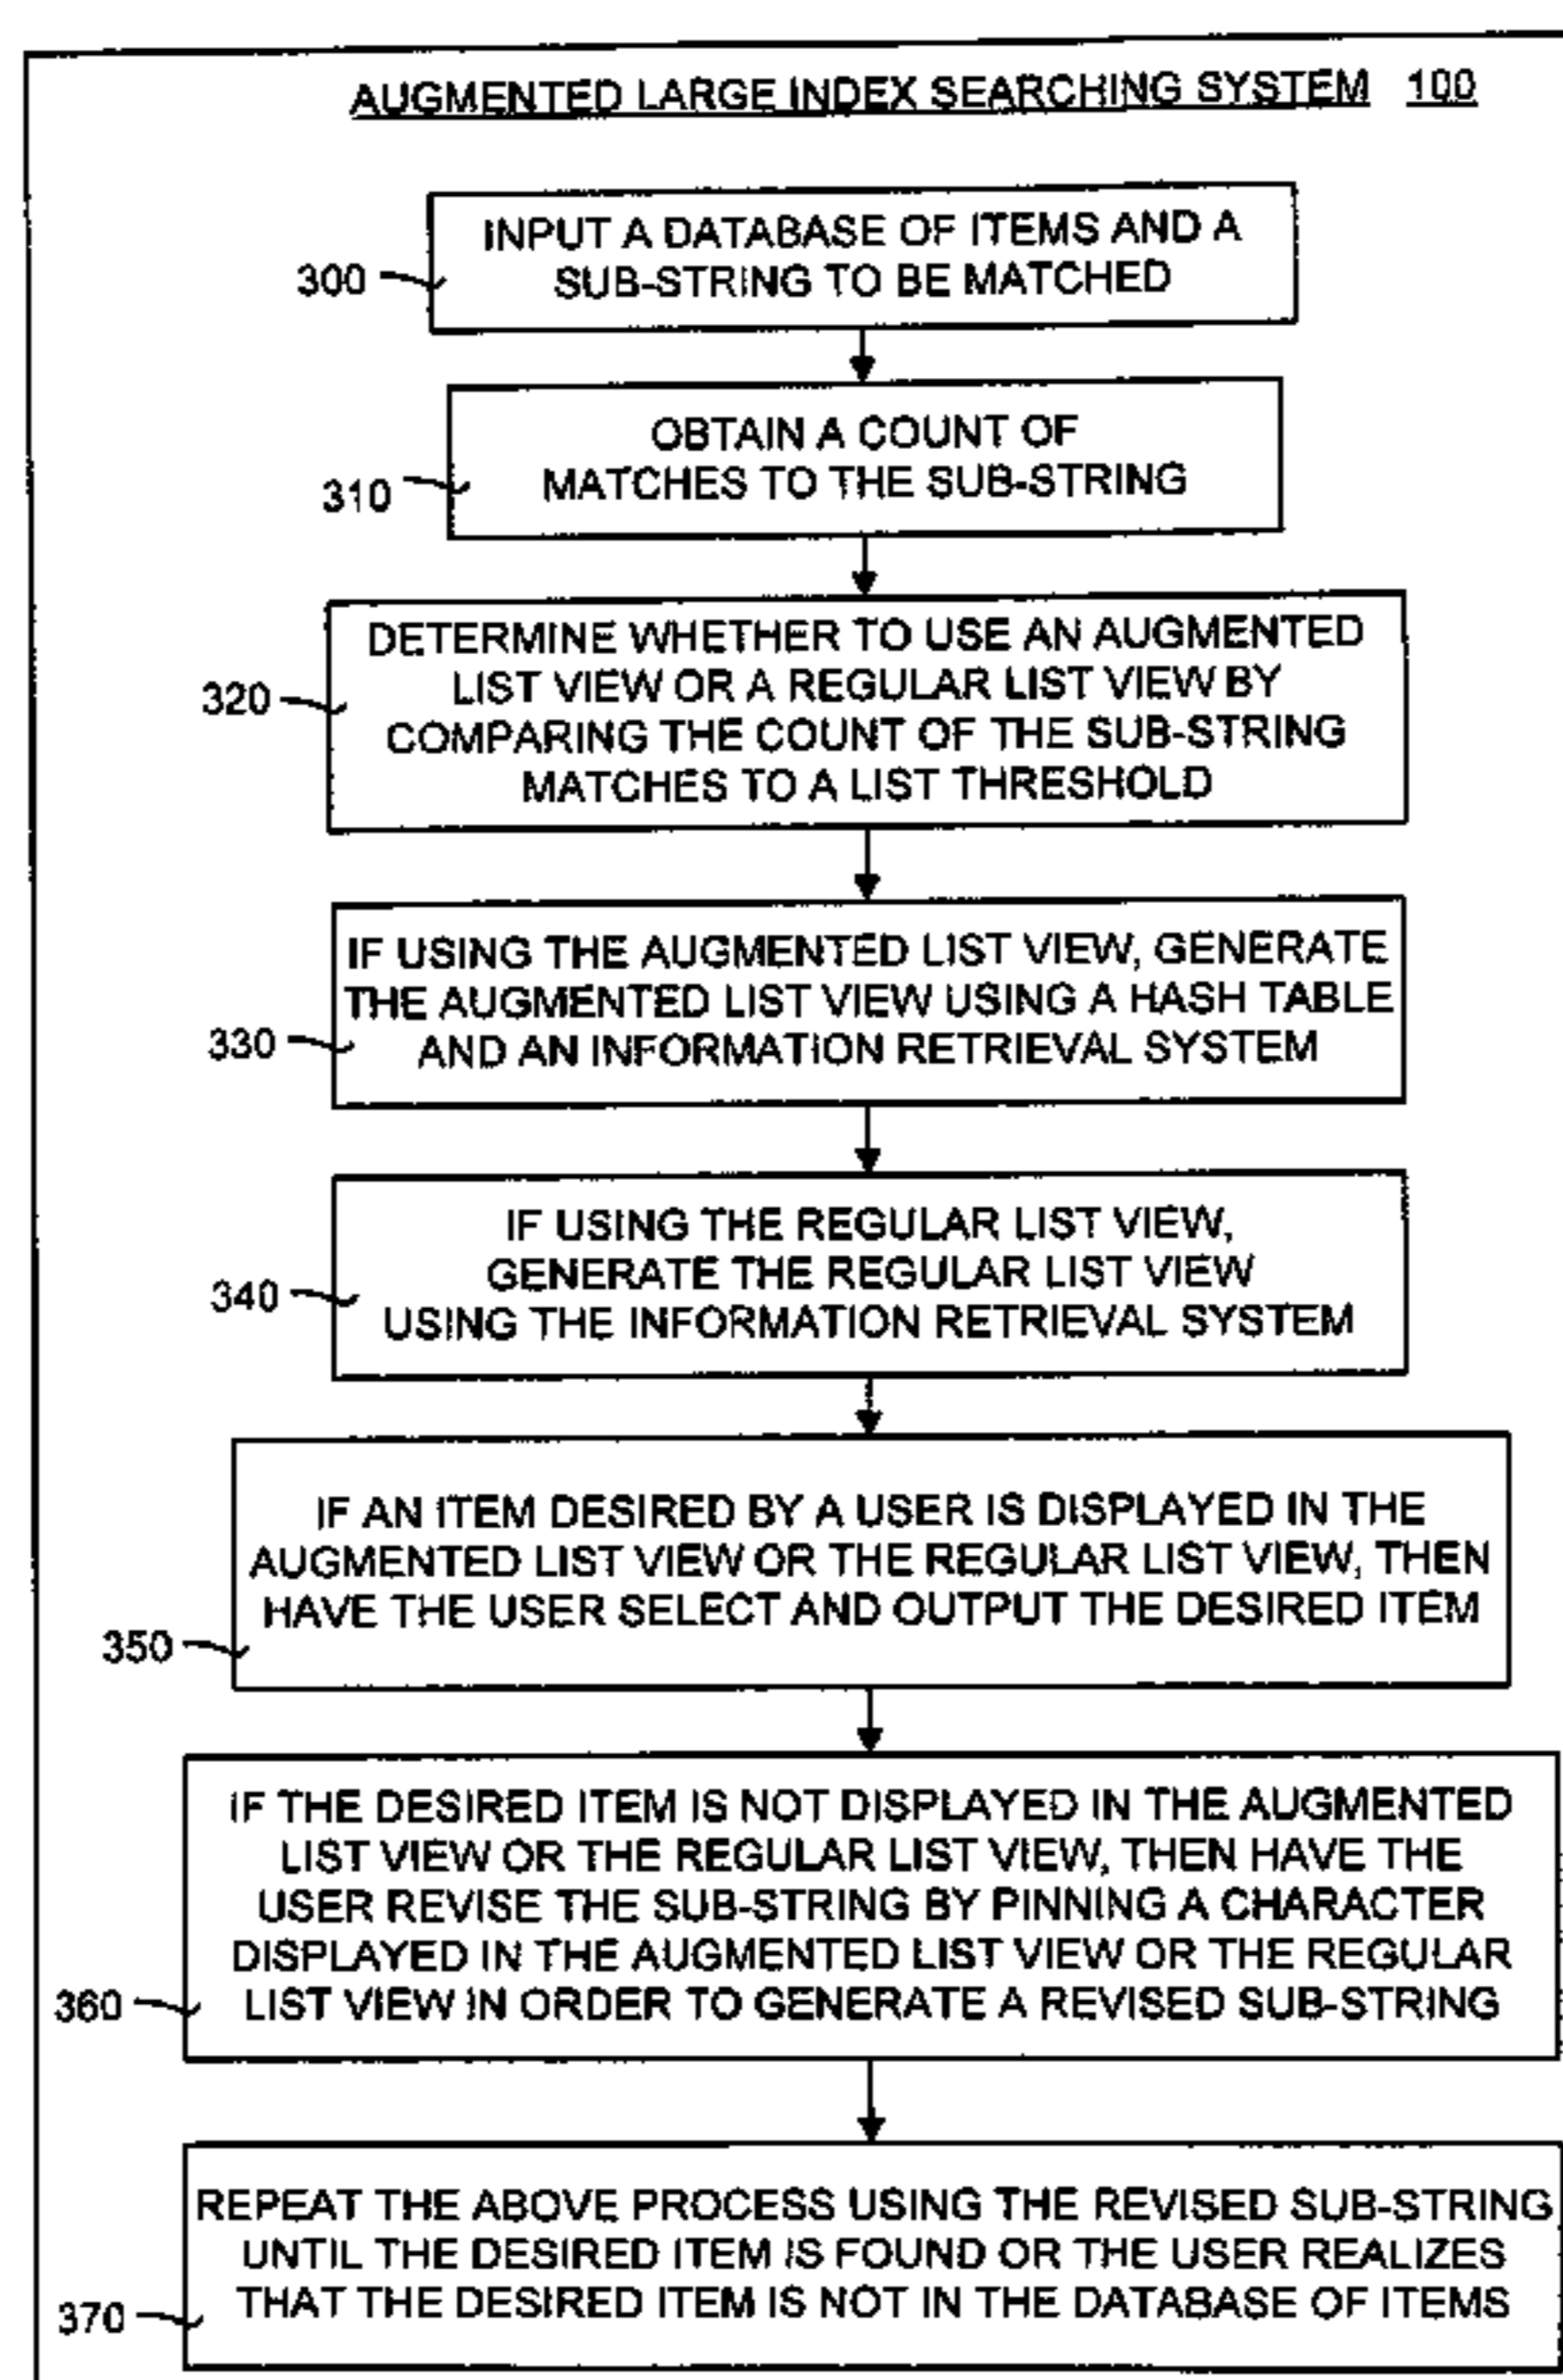 AUGMENTED LARGE INDEX SEARCHING SYSTEM 100
INPUT A DATABASE OF ITEMS AND A
SUB-STRING TO BE MATCHED
300
OBTAIN A COUNT OF
MATCHES TO THE SUB-STRING
310
DETERMINE WHETHER TO USE AN AUGMENTED
LIST VIEW OR A REGULAR LIST VIEW BY
COMPARING THE COUNT OF THE SUB-STRING
MATCHES TO A LIST THRESHOLD
320
IF USING THE AUGMENTED LIST VIEW, GENERATE
THE AUGMENTED LIST VIEW USING A HASH TABLE
AND AN INFORMATION RETRIEVAL SYSTEM
330
IF USING THE REGULAR LIST VIEW,
GENERATE THE REGULAR LIST VIEW
USING THE INFORMATION RETRIEVAL SYSTEM
340
IF AN ITEM DESIRED BY A USER IS DISPLAYED IN THE
AUGMENTED LIST VIEW OR THE REGULAR LIST VIEW, THEN
HAVE THE USER SELECT AND OUTPUT THE DESIRED ITEM
350
IF THE DESIRED ITEM IS NOT DISPLAYED IN THE AUGMENTED
LIST VIEW OR THE REGULAR LIST VIEW, THEN HAVE THE
USER REVISE THE SUB-STRING BY PINNING A CHARACTER
DISPLAYED IN THE AUGMENTED LIST VIEW OR THE REGULAR
LIST VIEW IN ORDER TO GENERATE A REVISED SUB-STRING
360
REPEAT THE ABOVE PROCESS USING THE REVISED SUB-STRING
UNTIL THE DESIRED ITEM IS FOUND OR THE USER REALIZES
THAT THE DESIRED ITEM IS NOT IN THE DATABASE OF ITEMS
370